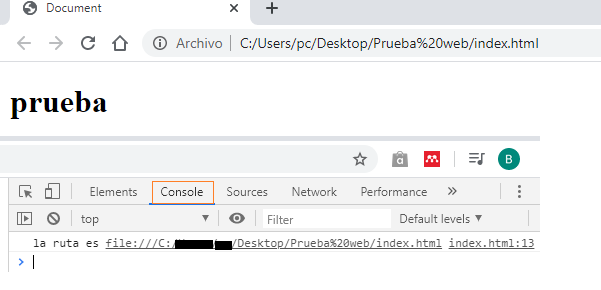 Document
Archivo C:/Users/pc/Desktop/Prueba%20web/index.html
prueba
a
B
Elements Console Sources Network Performance
top Filter Default levels
la ruta es file:///C:/ /Desktop/Prueba%20web/index.html index.html:13